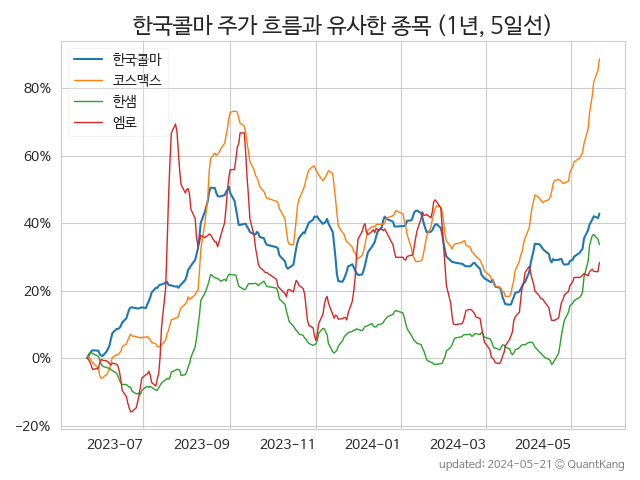 한국콜마 주가 흐름과 유사한 종목 (1년, 5일선)
한국콜마
코스맥스
한샘
엠로
80%
60%
40%
20%
0%
−20%
2023-07 2023-09 2023-11 2024-01 2024-03 2024-05
updated: 2024-05-21 © QuantKang